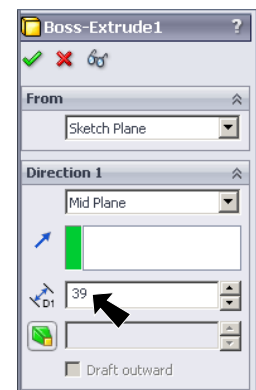 Boss-Extrude1 ?
From
Sketch Plane
Direction 1
Mid Plane
D1 39
Draft outward